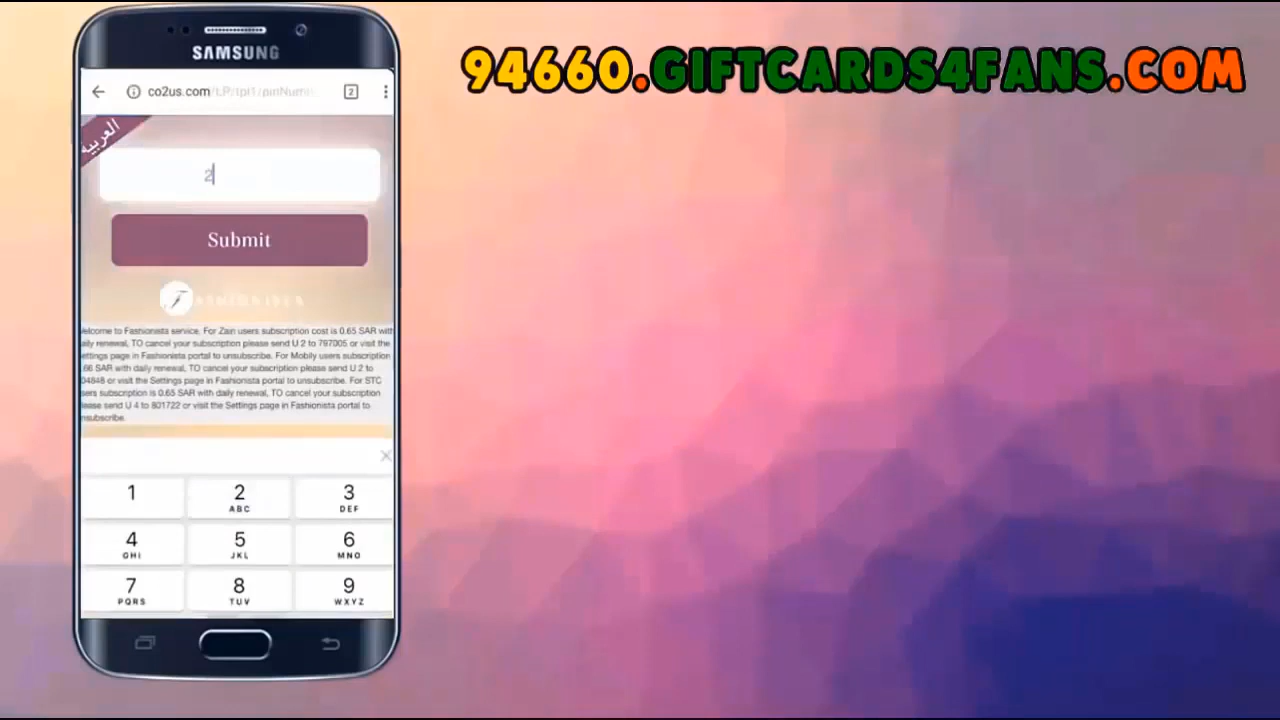 94660.GIFTCARDS4FANS.COM
SAMSUNG
co2us.com/LP/tpl1/pinNum
2
العربية
2
Submit
elcome to Fashionista service. For Zain users subscription cost is 0.65 SAR with
aily renewal, TO cancel your subscription please send U 2 to 797005 or visit the
ettings page in Fashionista portal to unsubscribe. For Mobily users subscription
.66 SAR with daily renewal, TO cancel your subscription please send U 2 to
04848 or visit the Settings page in Fashionista portal to unsubscribe. For STC
sers subscription is 0.65 SAR with daily renewal, TO cancel your subscription
lease send U 4 to 801722 or visit the Settings page in Fashionista portal to
nsubscribe.
1 2 3
ABC DEF
4 5 6
GHI JKL MNO
7 8 9
PQRS TUV WXYZ